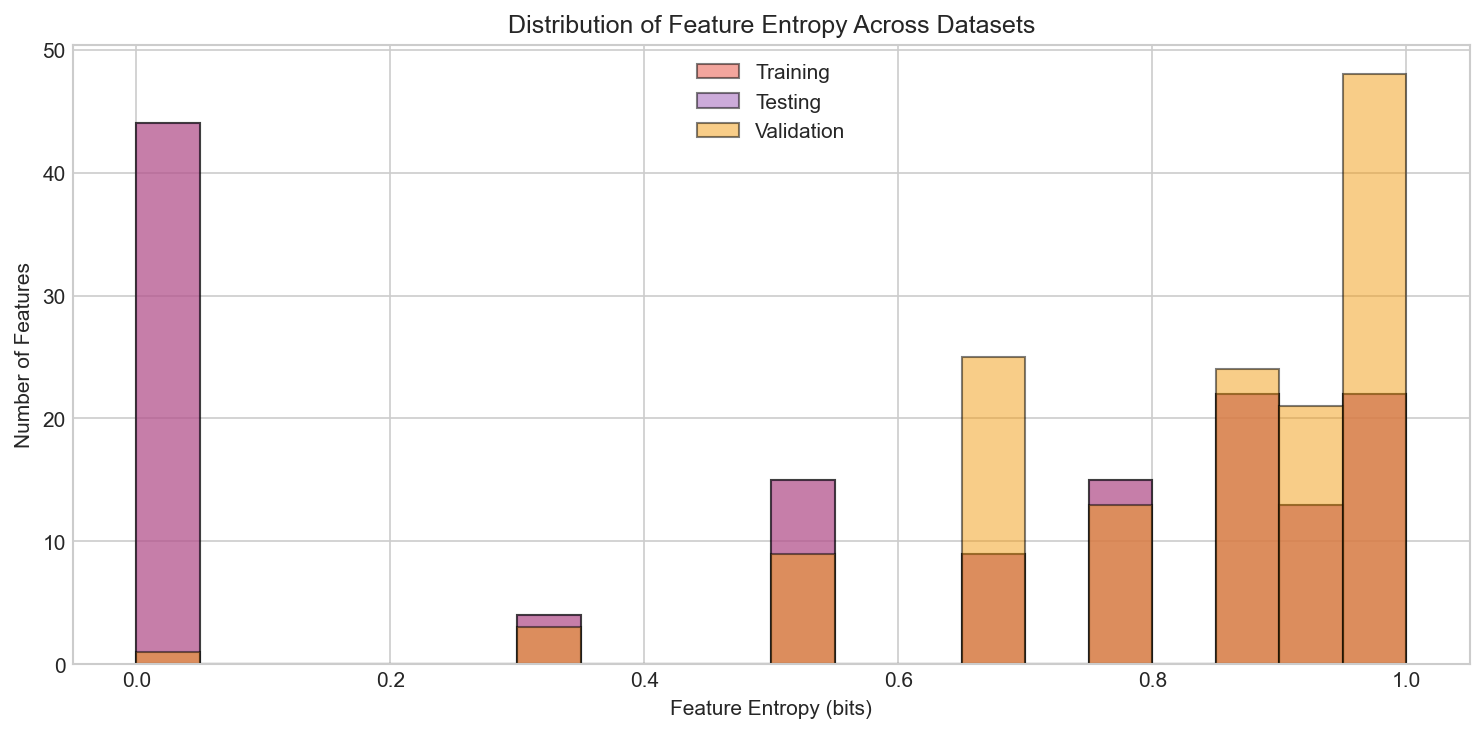 Distribution of Feature Entropy Across Datasets
Training
Testing
Validation
Number of Features
50
40
30
20
10
0
0.0 0.2 0.4 0.6 0.8 1.0
Feature Entropy (bits)